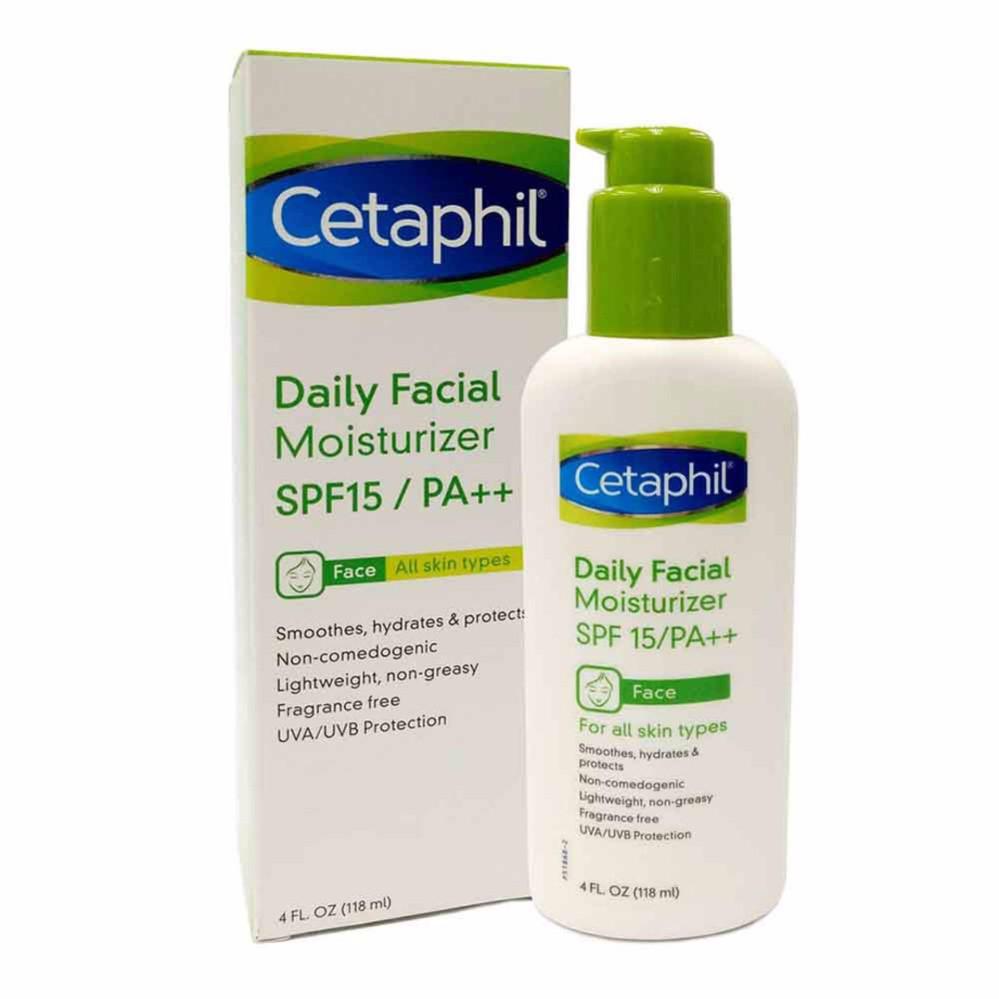 Cetaphil®
Daily Facial
Moisturizer
SPF15 / PA++
Face All skin types
Smoothes, hydrates & protects
Non-comedogenic
Lightweight, non-greasy
Fragrance free
UVA/UVB Protection
4 FL. OZ (118 ml)
Cetaphil®
Daily Facial
Moisturizer
SPF 15/PA++
Face
For all skin types
Smoothes, hydrates &
protects
Non-comedogenic
Lightweight, non-greasy
Fragrance free
UVA/UVB Protection
4 FL. OZ (118 ml)